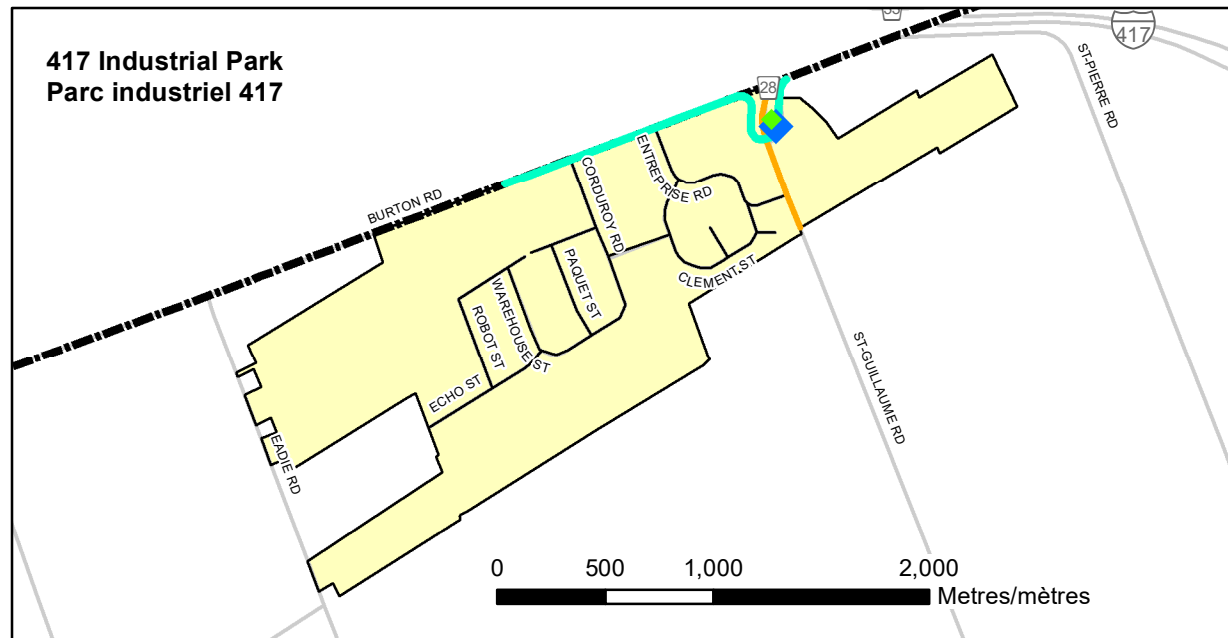 417 Industrial Park
Parc industriel 417
33
417
28
ST-PIERRE RD
BURTON RD
ENTREPRISE RD
CORDUROY RD
PAQUET ST
CLEMENT ST
WAREHOUSE ST
ROBOT ST
ECHO ST
EADIE RD
ST-GUILLAUME RD
0 500 1,000 2,000
Metres/mètres